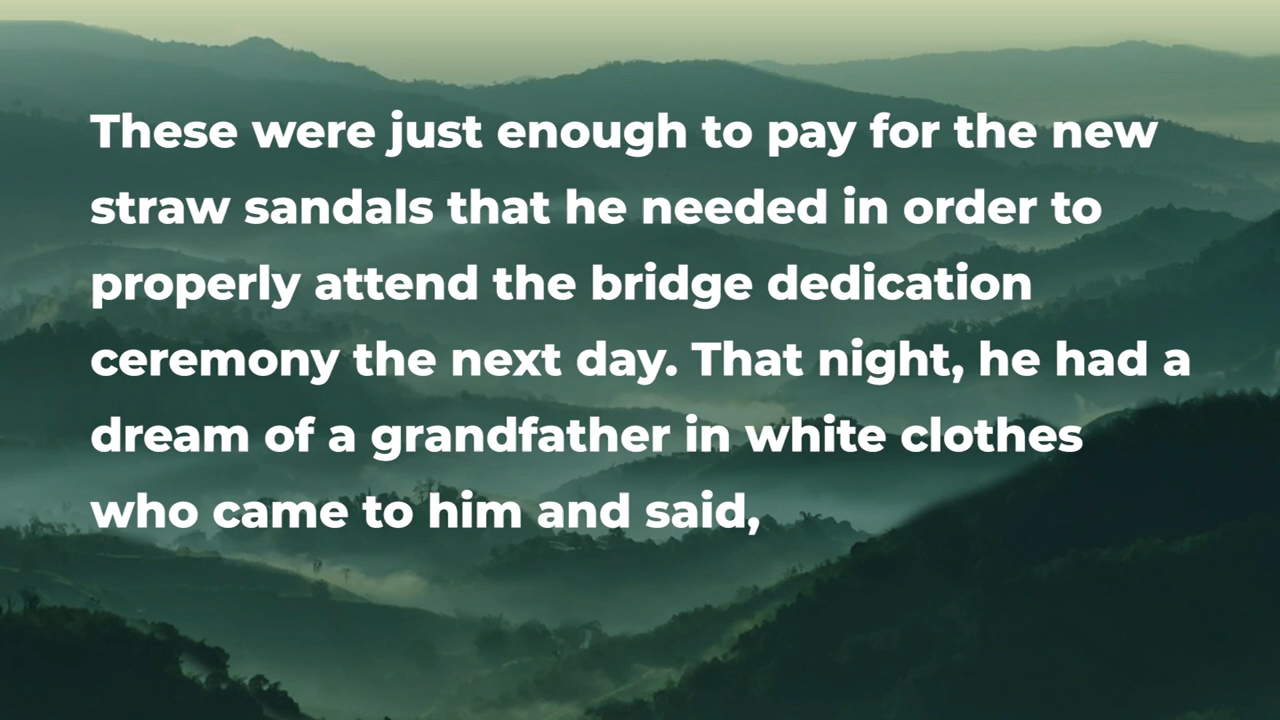 These were just enough to pay for the new
straw sandals that he needed in order to
properly attend the bridge dedication
ceremony the next day. That night, he had a
dream of a grandfather in white clothes
who came to him and said,